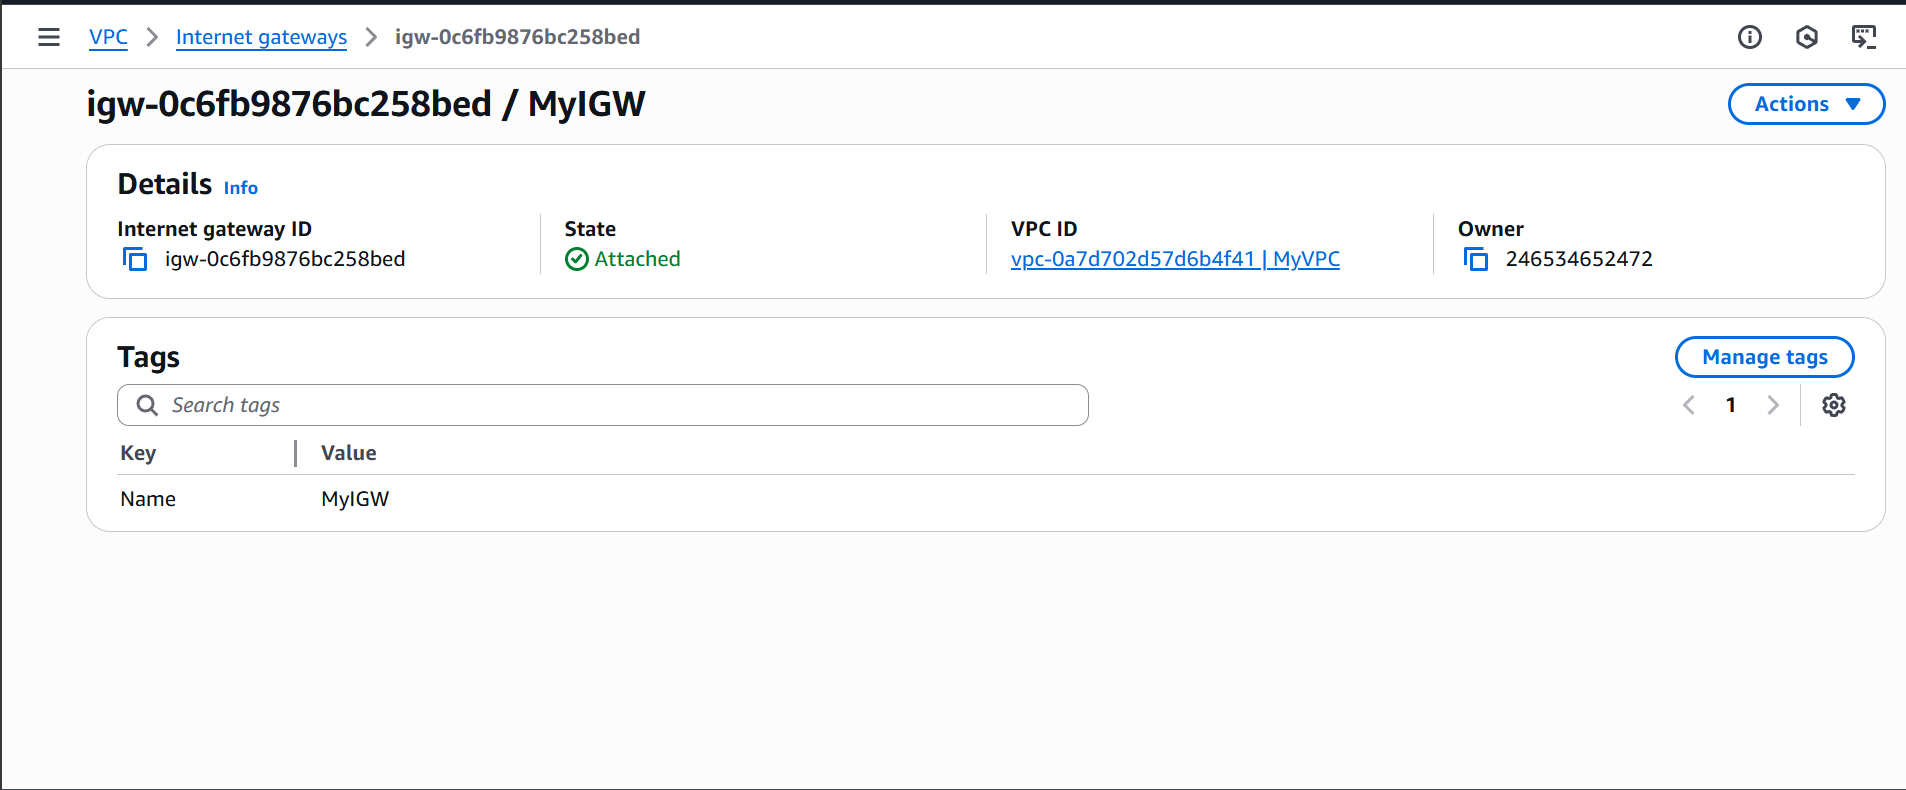 VPC > Internet gateways > igw-0c6fb9876bc258bed
igw-0c6fb9876bc258bed / MyIGW
Actions
Details Info
Internet gateway ID
igw-0c6fb9876bc258bed
State
Attached
VPC ID
vpc-0a7d702d57d6b4f41 | MyVPC
Owner
246534652472
Tags
Manage tags
Search tags
1
Key Value
Name MyIGW